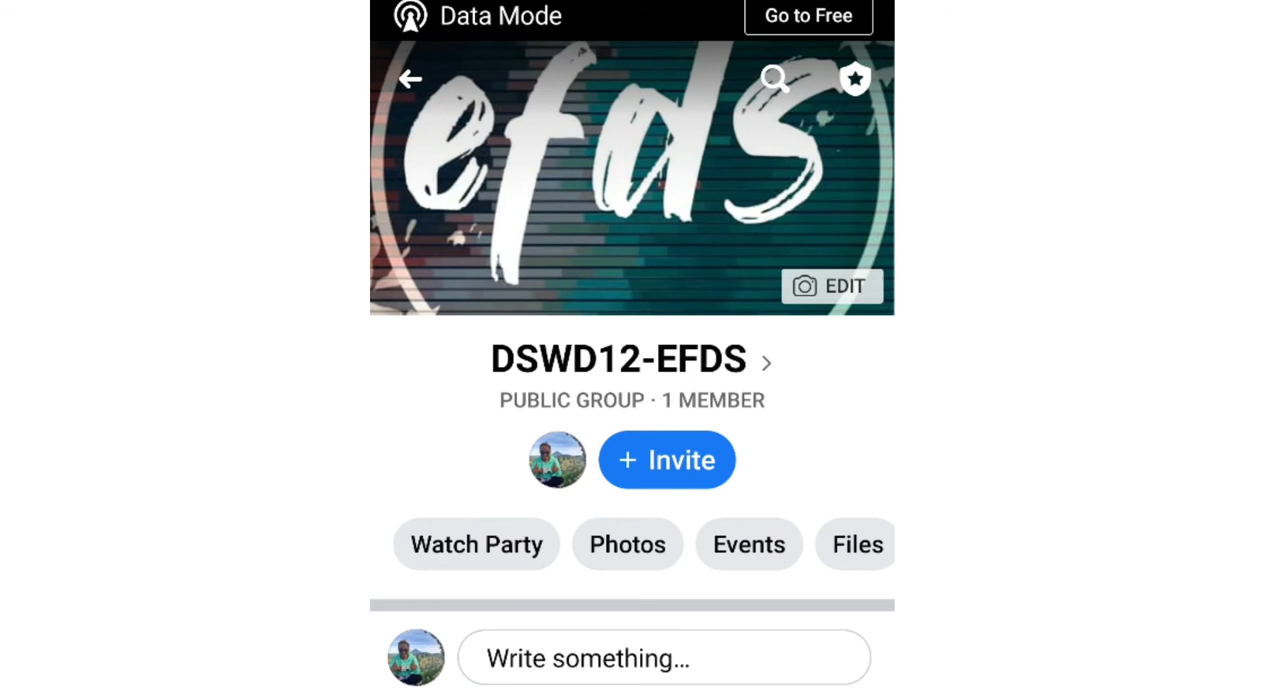 Data Mode
Go to Free
efds
EDIT
DSWD12-EFDS
PUBLIC GROUP · 1 MEMBER
+ Invite
Watch Party
Photos
Events
Files
Write something...